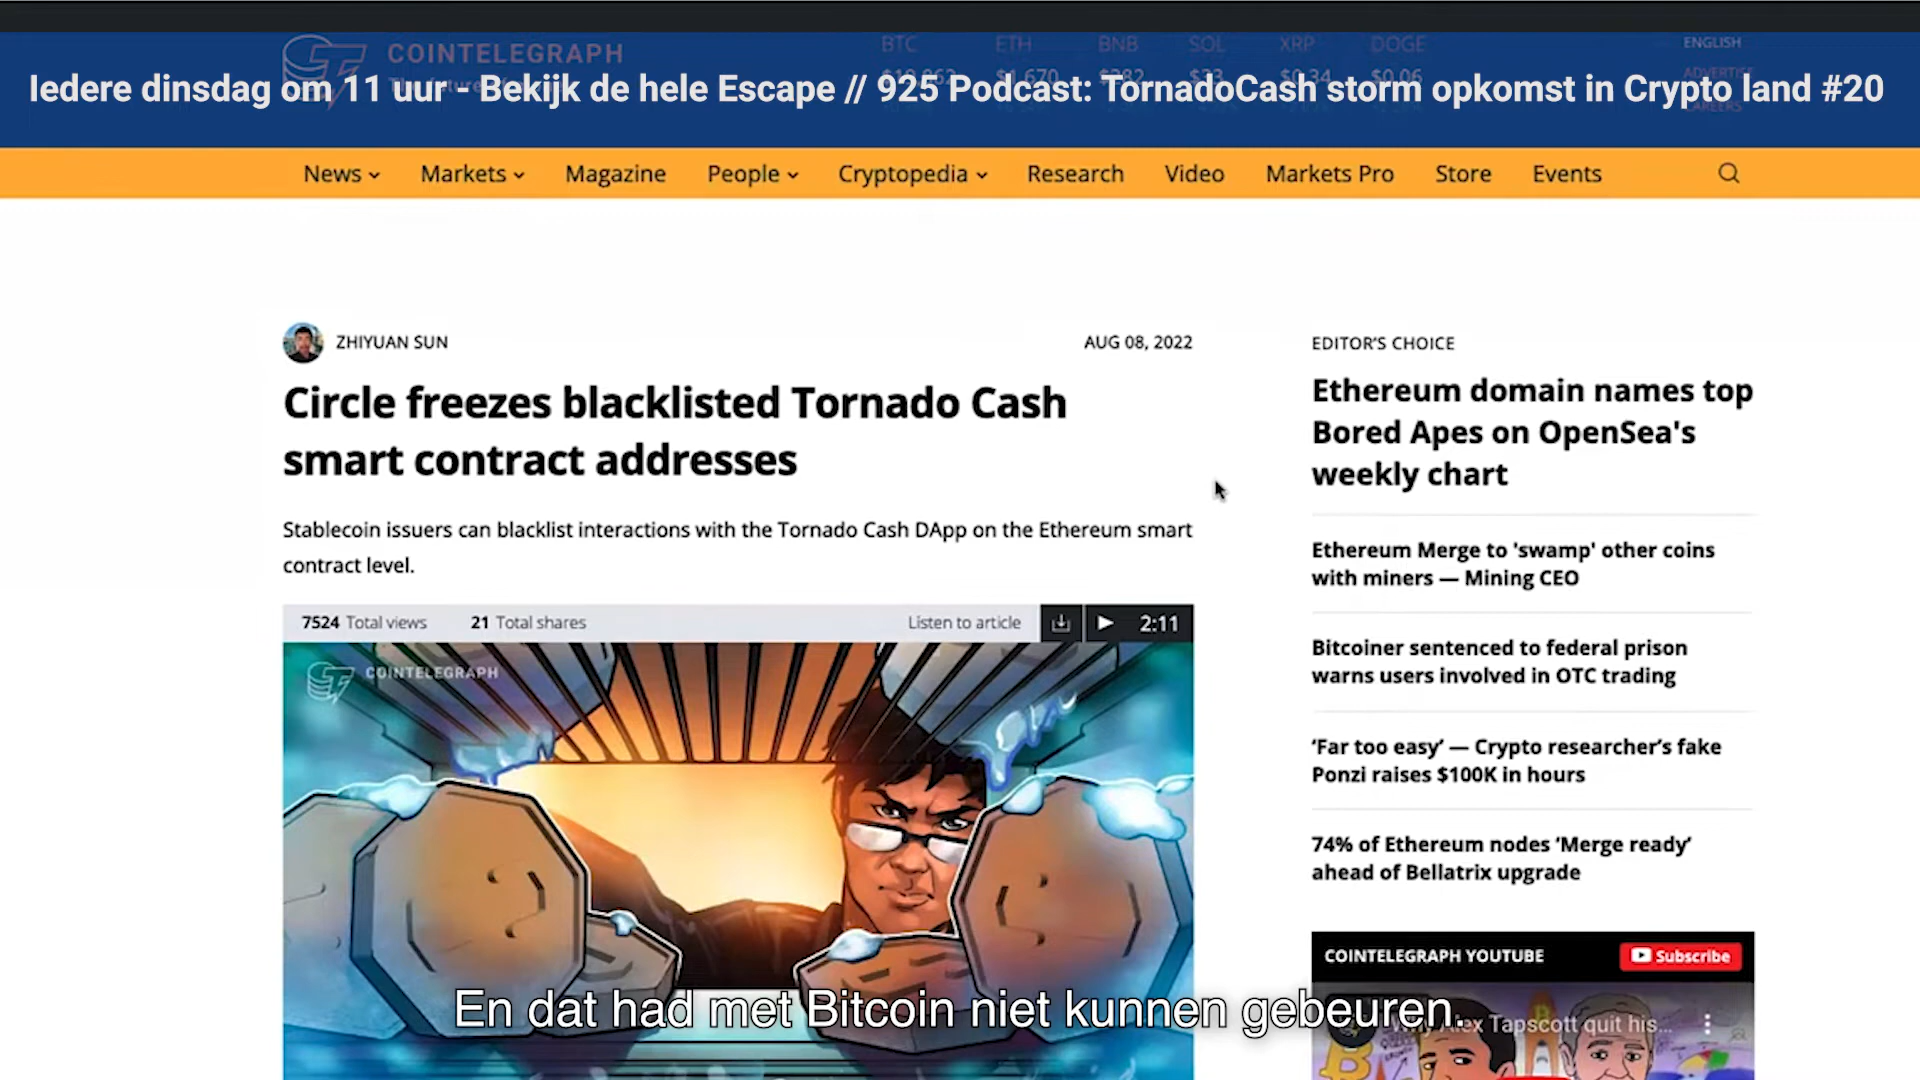 COINTELEGRAPH
BTC ETH BNB SOL XRP DOGE
ENGLISH
Iedere dinsdag om 11 uur - Bekijk de hele Escape // 925 Podcast: TornadoCash storm opkomst in Crypto land #20
News Markets Magazine People Cryptopedia Research Video Markets Pro Store Events
ZHIYUAN SUN
AUG 08, 2022
Circle freezes blacklisted Tornado Cash
smart contract addresses
Stablecoin issuers can blacklist interactions with the Tornado Cash DApp on the Ethereum smart
contract level.
7524 Total views 21 Total shares Listen to article 2:11
COINTELEGRAPH
EDITOR'S CHOICE
Ethereum domain names top
Bored Apes on OpenSea's
weekly chart
Ethereum Merge to 'swamp' other coins
with miners — Mining CEO
Bitcoiner sentenced to federal prison
warns users involved in OTC trading
‘Far too easy’ — Crypto researcher’s fake
Ponzi raises $100K in hours
74% of Ethereum nodes ‘Merge ready’
ahead of Bellatrix upgrade
COINTELEGRAPH YOUTUBE Subscribe
Tapscott quit his...
En dat had met Bitcoin niet kunnen gebeuren.